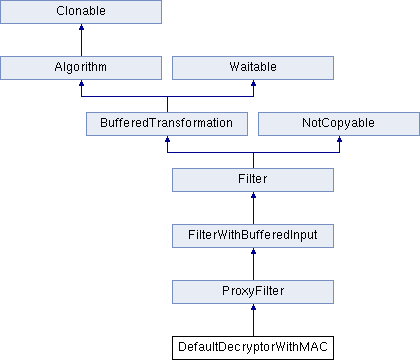 Clonable
Algorithm
Waitable
BufferedTransformation
NotCopyable
Filter
FilterWithBufferedInput
ProxyFilter
DefaultDecryptorWithMAC